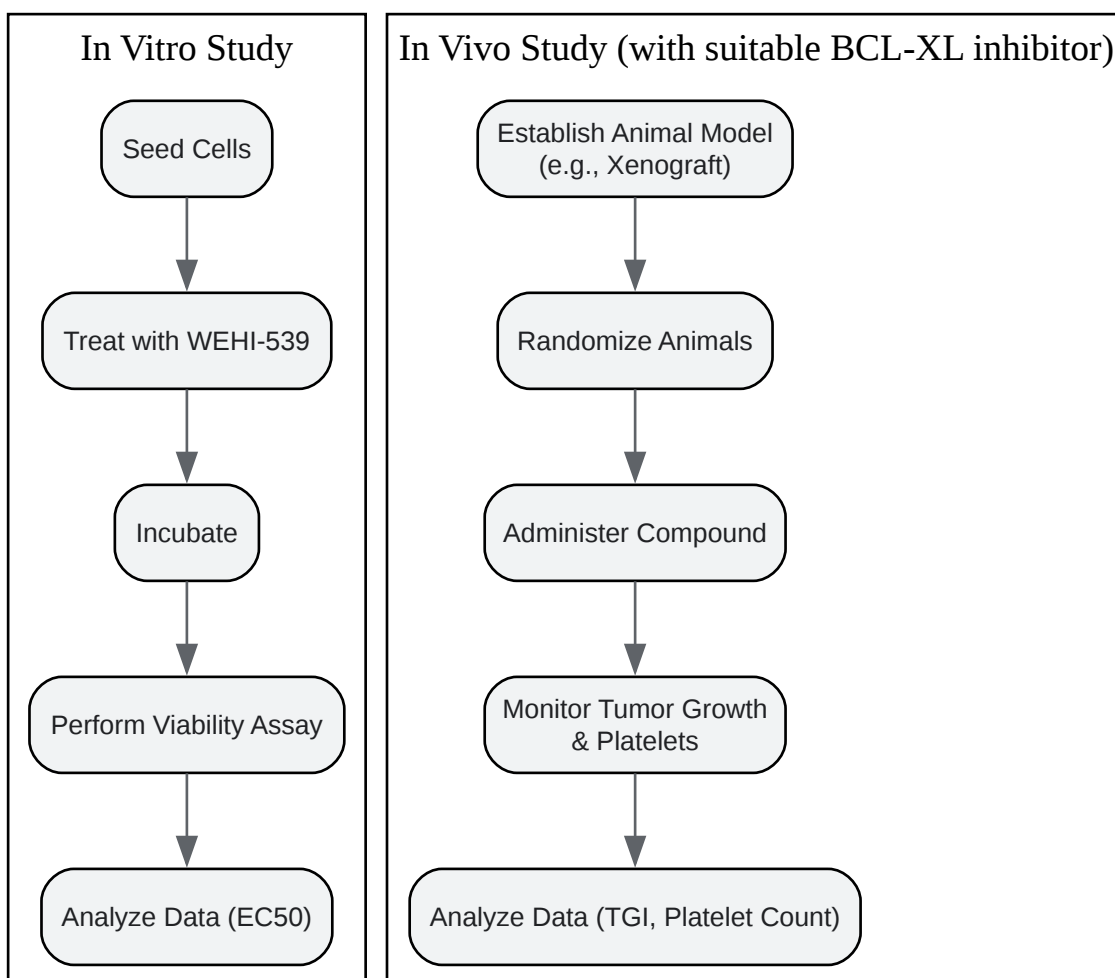 In Vitro Study
Seed Cells
Treat with WEHI-539
Incubate
Perform Viability Assay
Analyze Data (EC50)
In Vivo Study (with suitable BCL-XL inhibitor)
Establish Animal Model
(e.g., Xenograft)
Randomize Animals
Administer Compound
Monitor Tumor Growth
& Platelets
Analyze Data (TGI, Platelet Count)